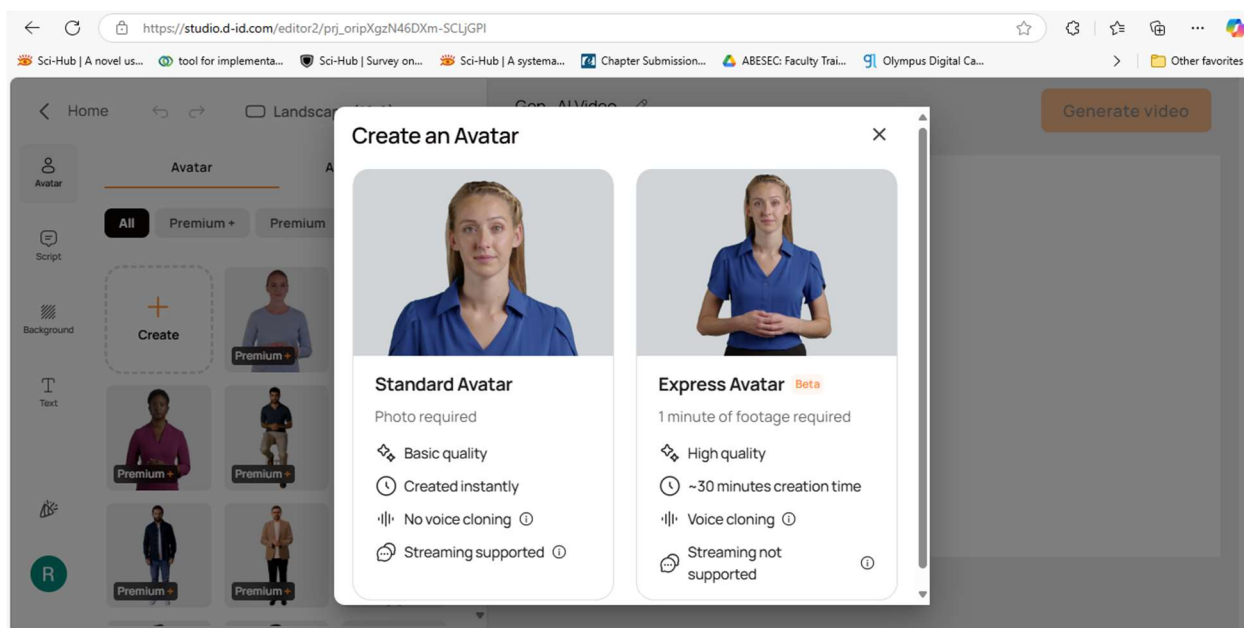 https://studio.d-id.com/editor2/prj_oripXgzN46DXm-SCLjGPI
Sci-Hub | A novel us...
tool for implementa...
Sci-Hub | Survey on...
Sci-Hub | A systema...
Chapter Submission...
ABESEC: Faculty Trai...
Olympus Digital Ca...
Other favorites
Home
Landscap
Generate video
Avatar
Script
Background
Text
R
Avatar
A
All
Premium +
Premium
Create
Premium +
Premium +
Premium +
Premium +
Premium +
Create an Avatar
Standard Avatar
Photo required
Basic quality
Created instantly
No voice cloning
Streaming supported
Express Avatar Beta
1 minute of footage required
High quality
~30 minutes creation time
Voice cloning
Streaming not
supported